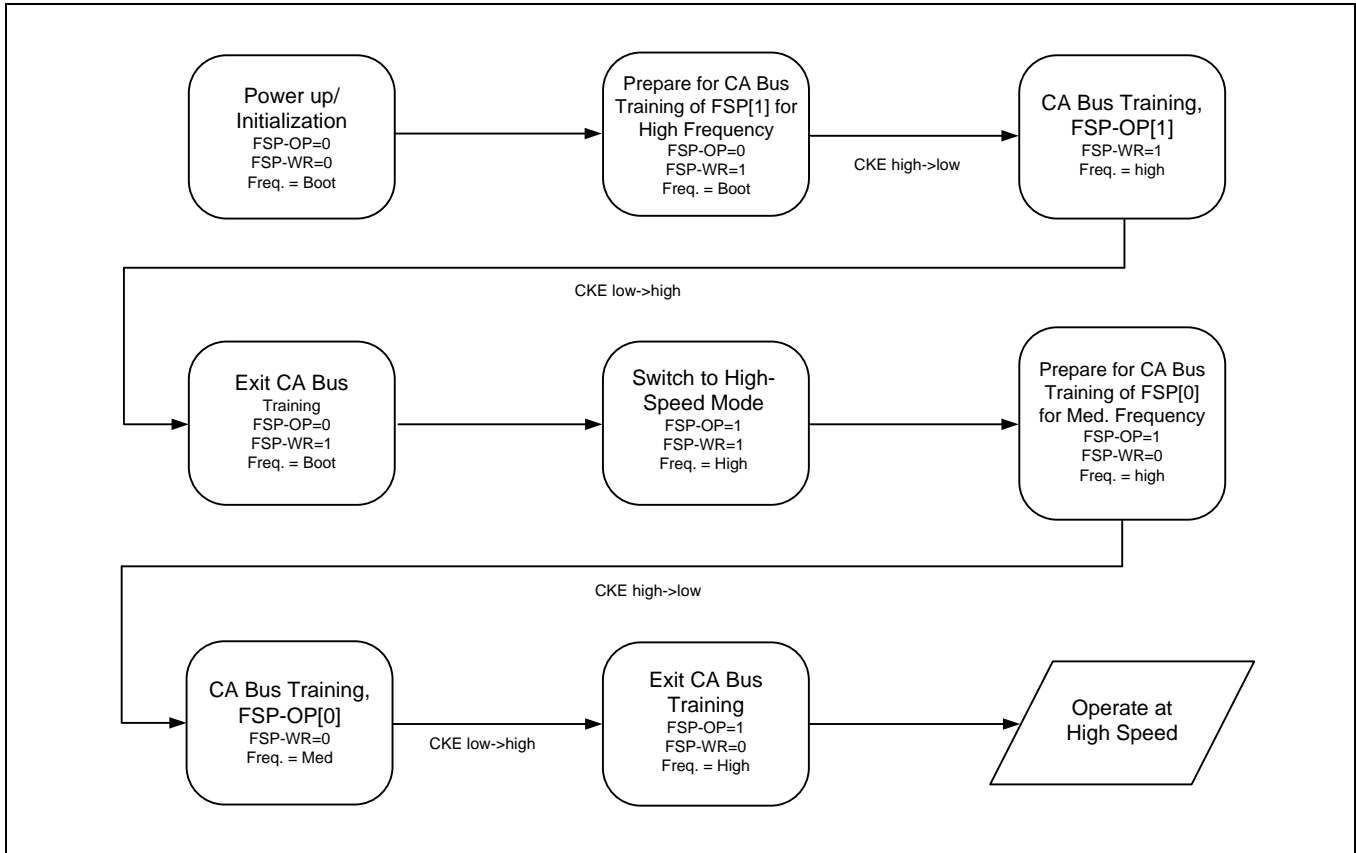 Power up/
Initialization
FSP-OP=0
FSP-WR=0
Freq. = Boot
Prepare for CA Bus
Training of FSP[1] for
High Frequency
FSP-OP=0
FSP-WR=1
Freq. = Boot
CKE high->low
CA Bus Training,
FSP-OP[1]
FSP-WR=1
Freq. = high
CKE low->high
Exit CA Bus
Training
FSP-OP=0
FSP-WR=1
Freq. = Boot
Switch to High-
Speed Mode
FSP-OP=1
FSP-WR=1
Freq. = High
Prepare for CA Bus
Training of FSP[0]
for Med. Frequency
FSP-OP=1
FSP-WR=0
Freq. = high
CKE high->low
CA Bus Training,
FSP-OP[0]
FSP-WR=0
Freq. = Med
CKE low->high
Exit CA Bus
Training
FSP-OP=1
FSP-WR=0
Freq. = High
Operate at
High Speed